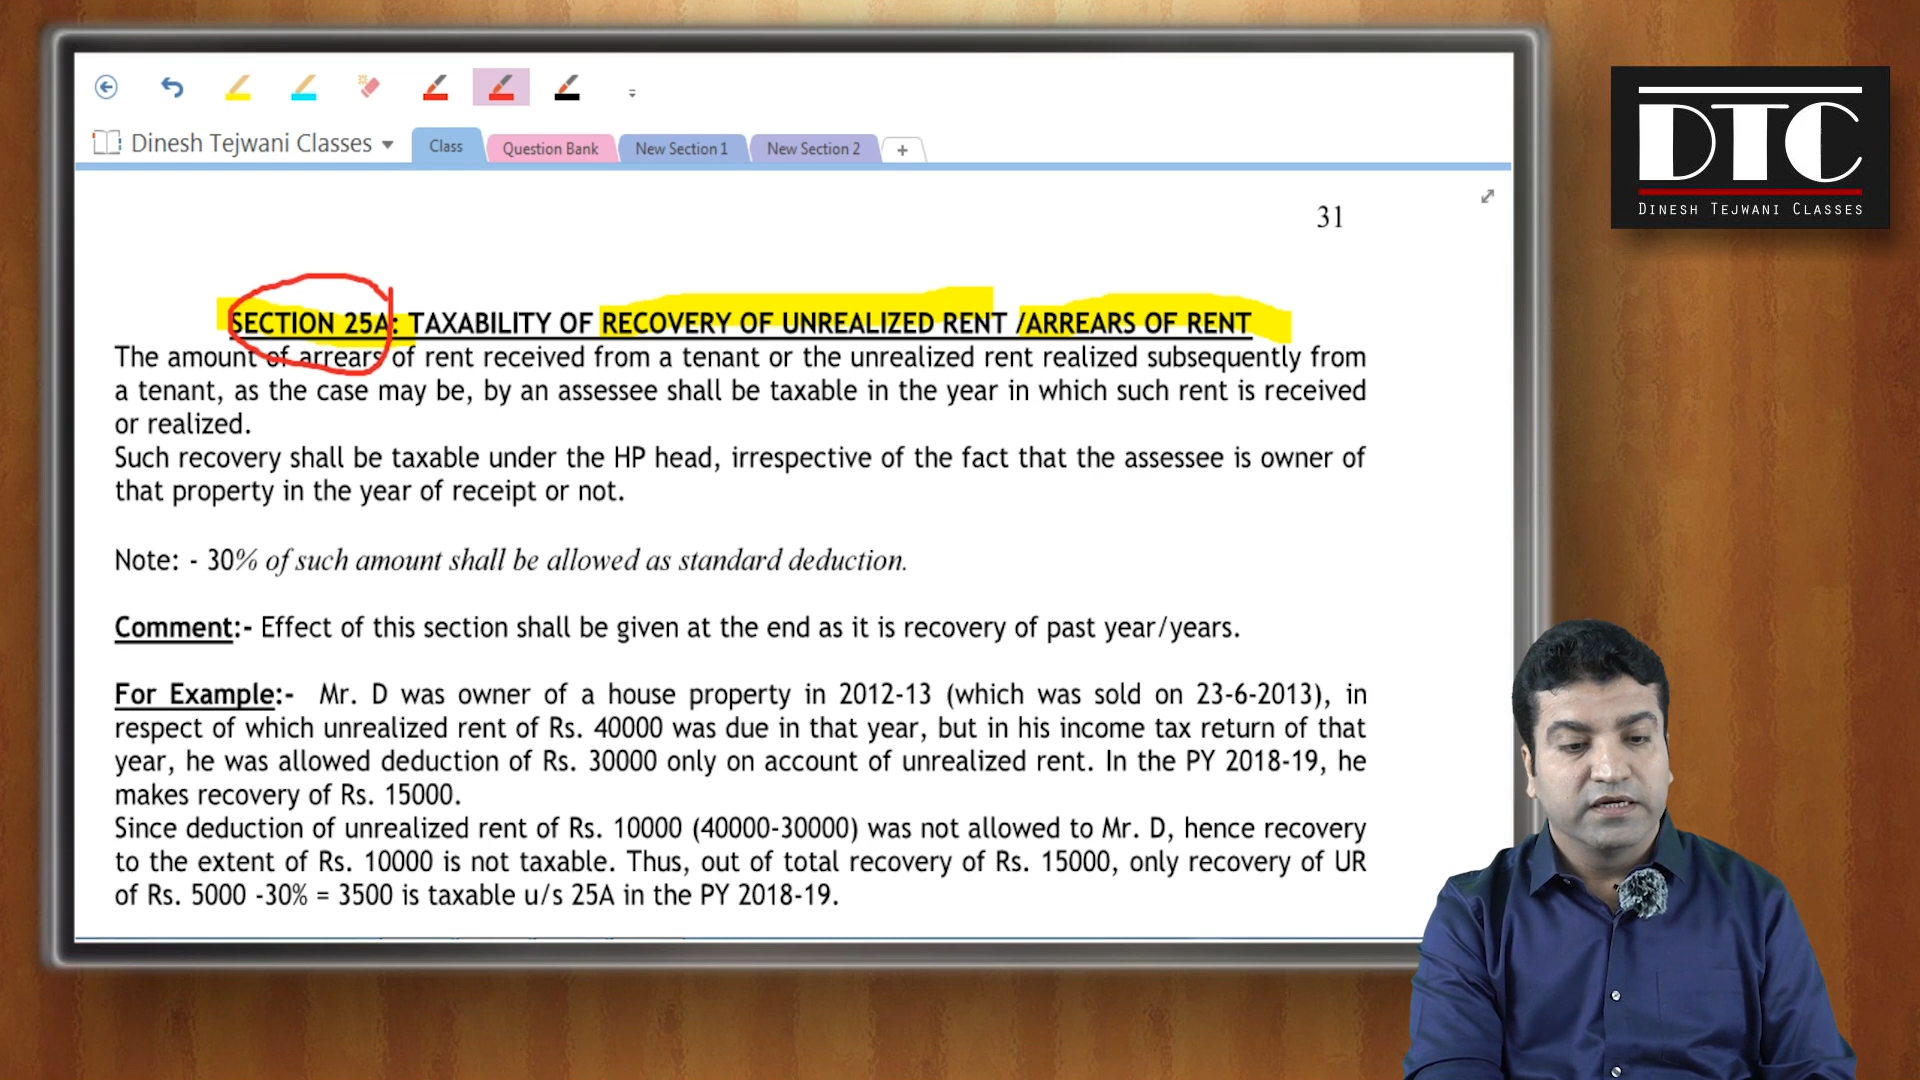 Dinesh Tejwani Classes
Class
Question Bank
New Section 1
New Section 2
DTC
DINESH TEJWANI CLASSES
31
SECTION 25A: TAXABILITY OF RECOVERY OF UNREALIZED RENT /ARREARS OF RENT
The amount of arrears of rent received from a tenant or the unrealized rent realized subsequently from
a tenant, as the case may be, by an assessee shall be taxable in the year in which such rent is received
or realized.
Such recovery shall be taxable under the HP head, irrespective of the fact that the assessee is owner of
that property in the year of receipt or not.
Note: - 30% of such amount shall be allowed as standard deduction.
Comment:- Effect of this section shall be given at the end as it is recovery of past year/years.
For Example:- Mr. D was owner of a house property in 2012-13 (which was sold on 23-6-2013), in
respect of which unrealized rent of Rs. 40000 was due in that year, but in his income tax return of that
year, he was allowed deduction of Rs. 30000 only on account of unrealized rent. In the PY 2018-19, he
makes recovery of Rs. 15000.
Since deduction of unrealized rent of Rs. 10000 (40000-30000) was not allowed to Mr. D, hence recovery
to the extent of Rs. 10000 is not taxable. Thus, out of total recovery of Rs. 15000, only recovery of UR
of Rs. 5000 -30% = 3500 is taxable u/s 25A in the PY 2018-19.